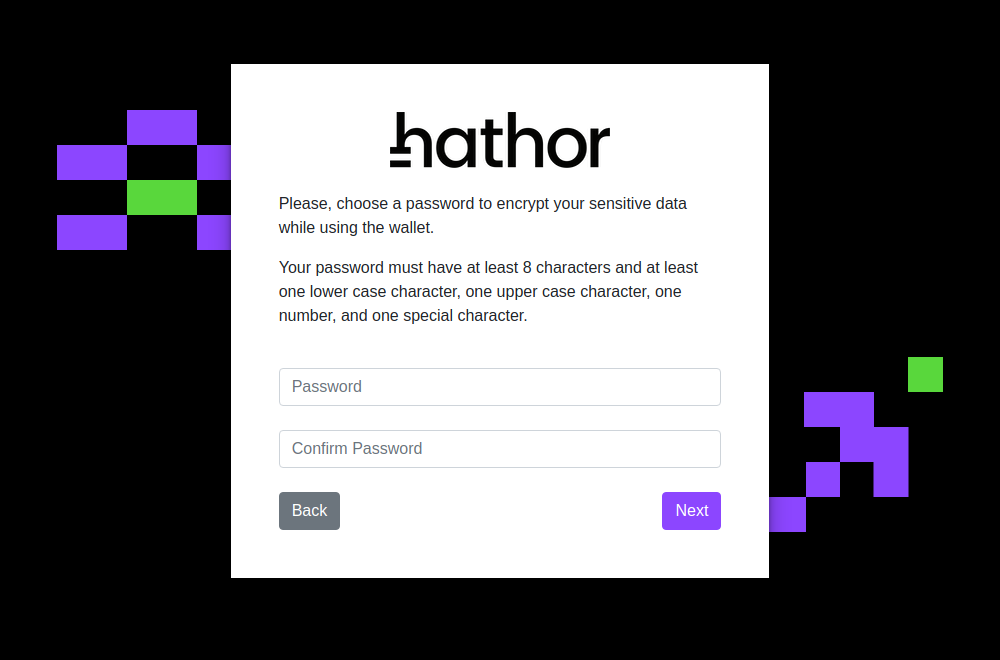 hathor
Please, choose a password to encrypt your sensitive data
while using the wallet.
Your password must have at least 8 characters and at least
one lower case character, one upper case character, one
number, and one special character.
Password
Confirm Password
Back
Next